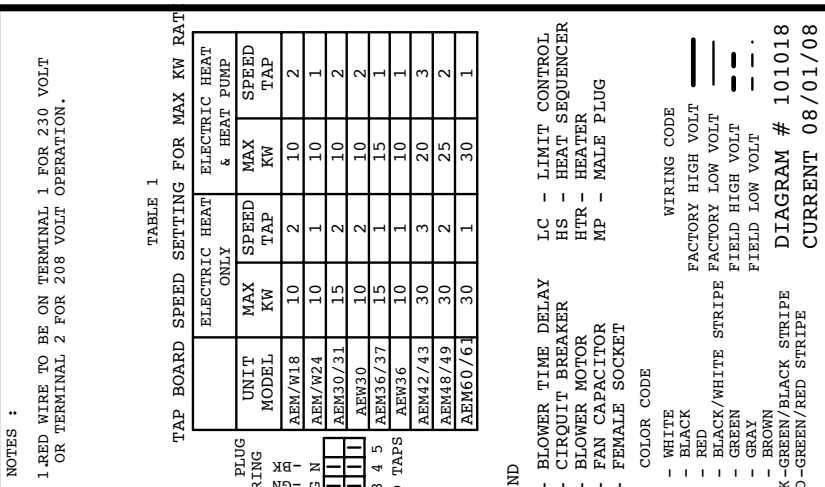 NOTES :
1.RED WIRE TO BE ON TERMINAL 1 FOR 230 VOLT
OR TERMINAL 2 FOR 208 VOLT OPERATION.
TABLE 1
TAP BOARD SPEED SETTING FOR MAX KW RAT
ELECTRIC HEAT ONLY ELECTRIC HEAT & HEAT PUMP
UNIT MODEL MAX KW SPEED TAP MAX KW SPEED TAP
AEM/W18 10 2 10 2
AEM/W24 10 1 10 1
AEM30/31 15 2 10 2
AEW30 10 2 10 2
AEM36/37 15 1 15 1
AEW36 10 1 10 1
AEM42/43 30 3 20 3
AEM48/49 30 2 25 2
AEM60/61 30 1 30 1
PLUG
RING
BK-
GN-
G N
3 4 5
TAPS
ND
- BLOWER TIME DELAY
- CIRQUIT BREAKER
- BLOWER MOTOR
- FAN CAPACITOR
- FEMALE SOCKET
LC - LIMIT CONTROL
HS - HEAT SEQUENCER
HTR- HEATER
MP - MALE PLUG
COLOR CODE
- WHITE
- BLACK
- RED
- BLACK/WHITE STRIPE
- GREEN
- GRAY
- BROWN
K-GREEN/BLACK STRIPE
D-GREEN/RED STRIPE
WIRING CODE
FACTORY HIGH VOLT
FACTORY LOW VOLT
FIELD HIGH VOLT
FIELD LOW VOLT
DIAGRAM # 101018
CURRENT 08/01/08